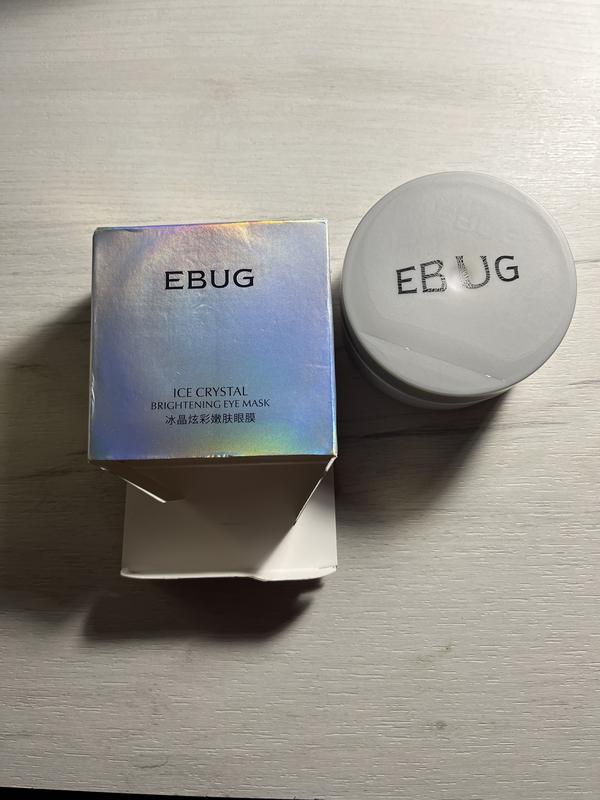 EBUG
ICE CRYSTAL
BRIGHTENING EYE MASK
冰晶炫彩嫩肤眼膜
EBUG